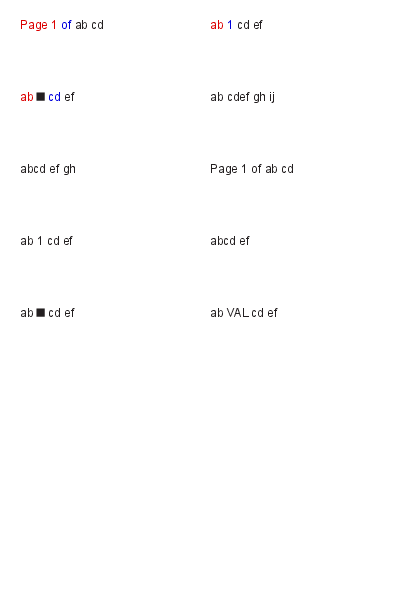 Page 1 of ab cd
ab 1 cd ef
ab ■ cd ef
ab cdef gh ij
abcd ef gh
Page 1 of ab cd
ab 1 cd ef
abcd ef
ab ■ cd ef
ab VAL cd ef